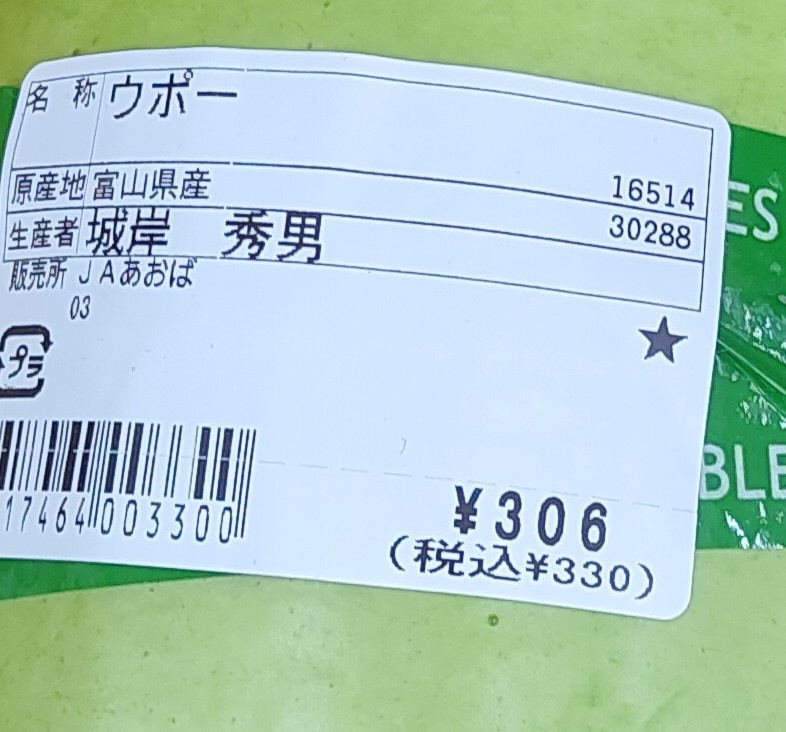 名 称 ウポー
原産地 富山県産 16514
生産者 城岸 秀男 30288
販売所 JAあおば
03
★
プラ
17464 003300
¥306
(税込¥330)
ES
BLE